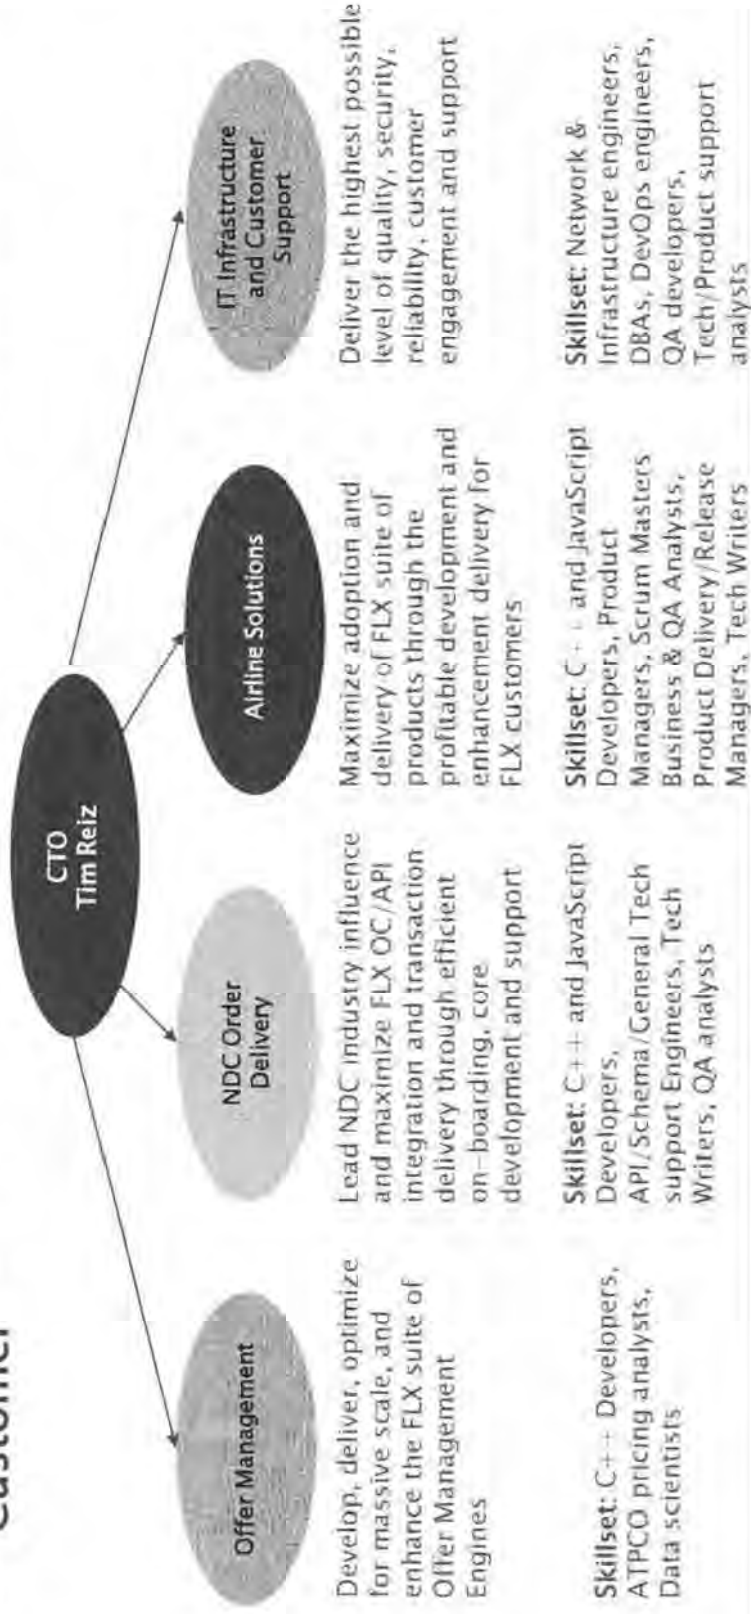 Customer
CTO
Tim Reiz
Offer Management
Develop, deliver, optimize
for massive scale, and
enhance the FLX suite of
Offer Management
Engines
Skillset: C++ Developers,
ATPCO pricing analysts,
Data scientists
NDC Order
Delivery
Lead NDC industry influence
and maximize FLX OC/API
integration and transaction
delivery through efficient
on-boarding, core
development and support
Skillset: C++ and JavaScript
Developers,
API/Schema/General Tech
support Engineers, Tech
Writers, QA analysts
Airline Solutions
Maximize adoption and
delivery of FLX suite of
products through the
profitable development and
enhancement delivery for
FLX customers
Skillset: C++ and JavaScript
Developers, Product
Managers, Scrum Masters
Business & QA Analysts,
Product Delivery/Release
Managers, Tech Writers
IT Infrastructure
and Customer
Support
Deliver the highest possible
level of quality, security,
reliability, customer
engagement and support
Skillset: Network &
Infrastructure engineers,
DBAs, DevOps engineers,
QA developers,
Tech/Product support
analysts